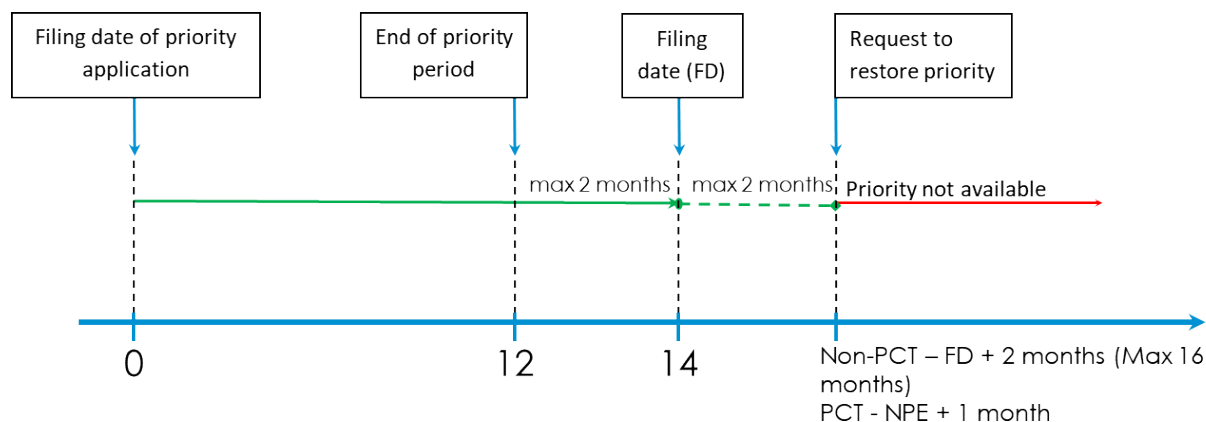 Filing date of priority
application
End of priority
period
Filing
date (FD)
Request to
restore priority
max 2 months
max 2 months
Priority not available
0
12
14
Non-PCT – FD + 2 months (Max 16
months)
PCT - NPE + 1 month